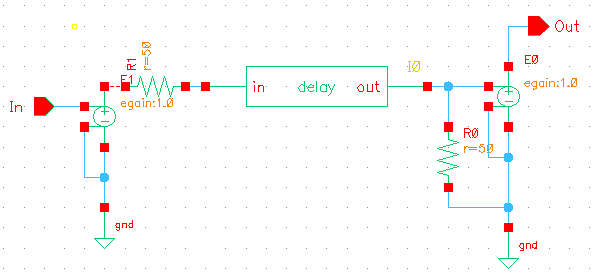 Out
R1
r=50
I0
E0
E1
in delay out
egain:1.0
egain:1.0
In
R0
r=50
gnd
gnd